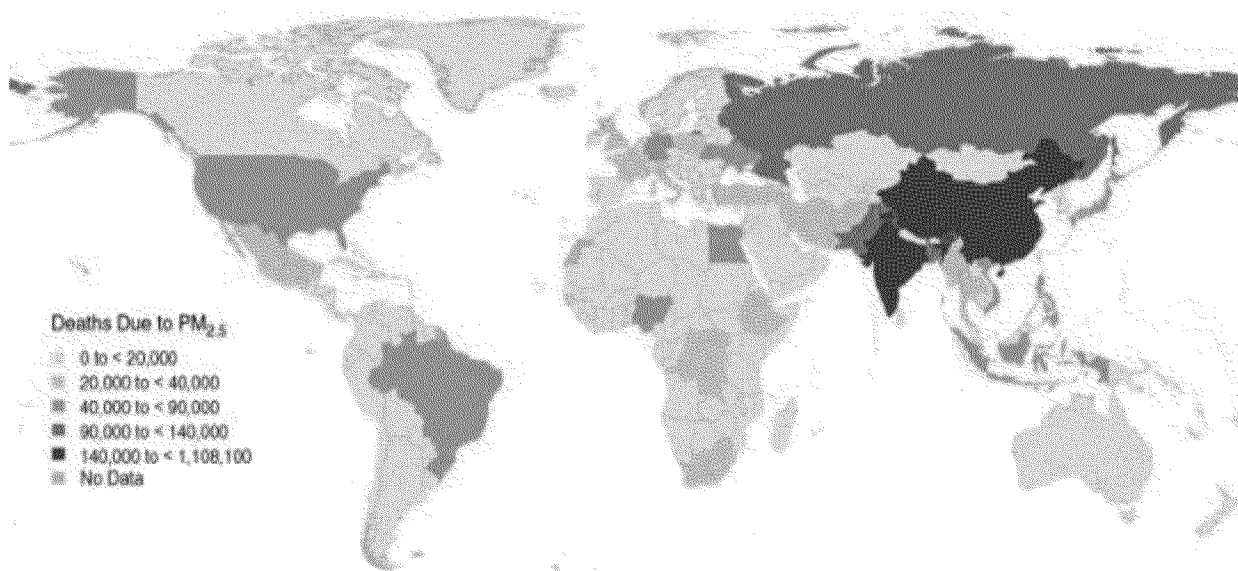 Deaths Due to PM2.5
0 to < 20,000
20,000 to < 40,000
40,000 to < 90,000
90,000 to < 140,000
140,000 to < 1,108,100
No Data